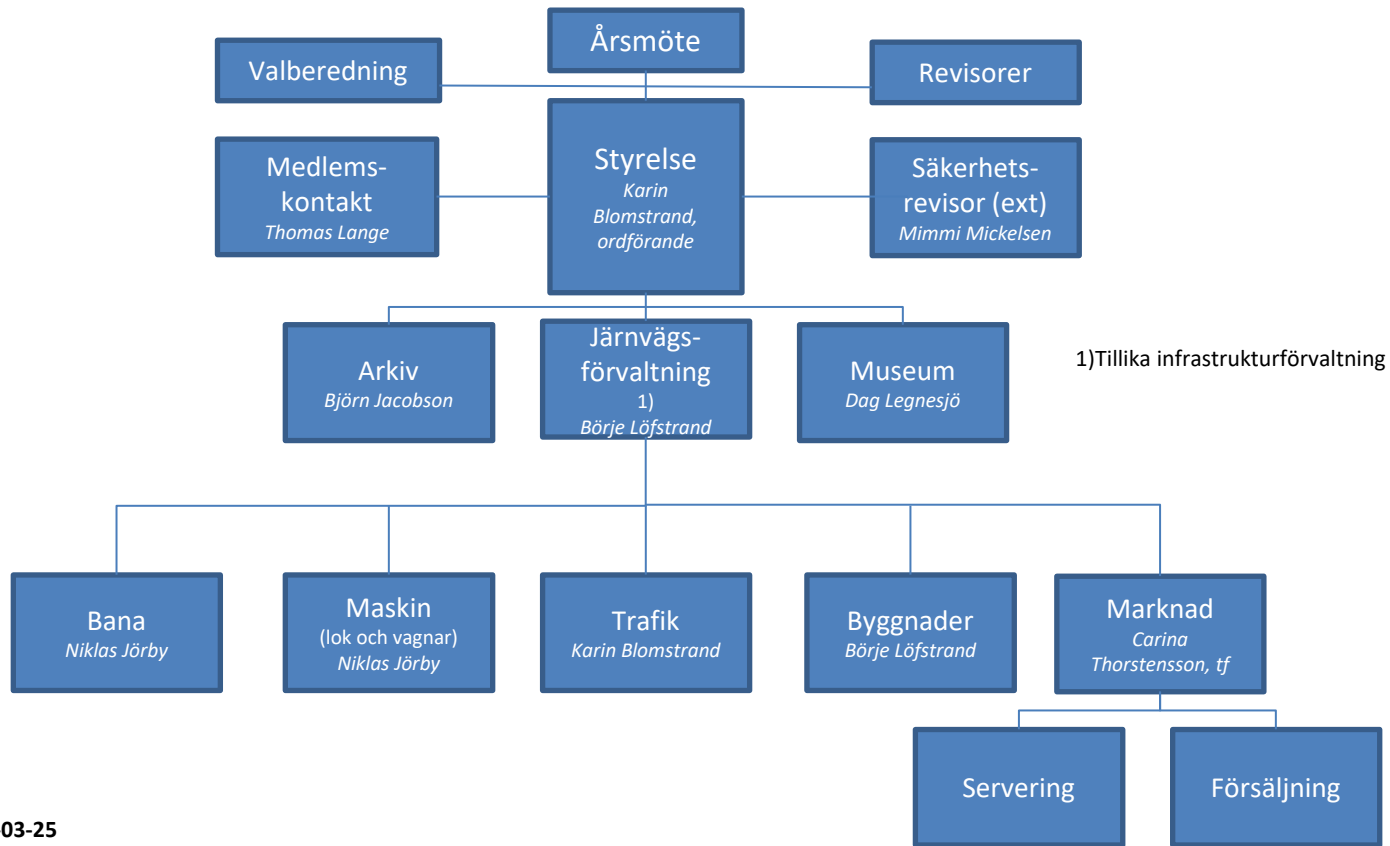 Årsmöte
Valberedning
Revisorer
Medlems-
kontakt
Thomas Lange
Styrelse
Karin
Blomstrand,
ordförande
Säkerhets-
revisor (ext)
Mimmi Mickelsen
Arkiv
Björn Jacobson
Järnvägs-
förvaltning
1)
Börje Löfstrand
Museum
Dag Legnesjö
1)Tillika infrastrukturförvaltning
Bana
Niklas Jörby
Maskin
(lok och vagnar)
Niklas Jörby
Trafik
Karin Blomstrand
Byggnader
Börje Löfstrand
Marknad
Carina
Thorstensson, tf
Servering
Försäljning
03-25